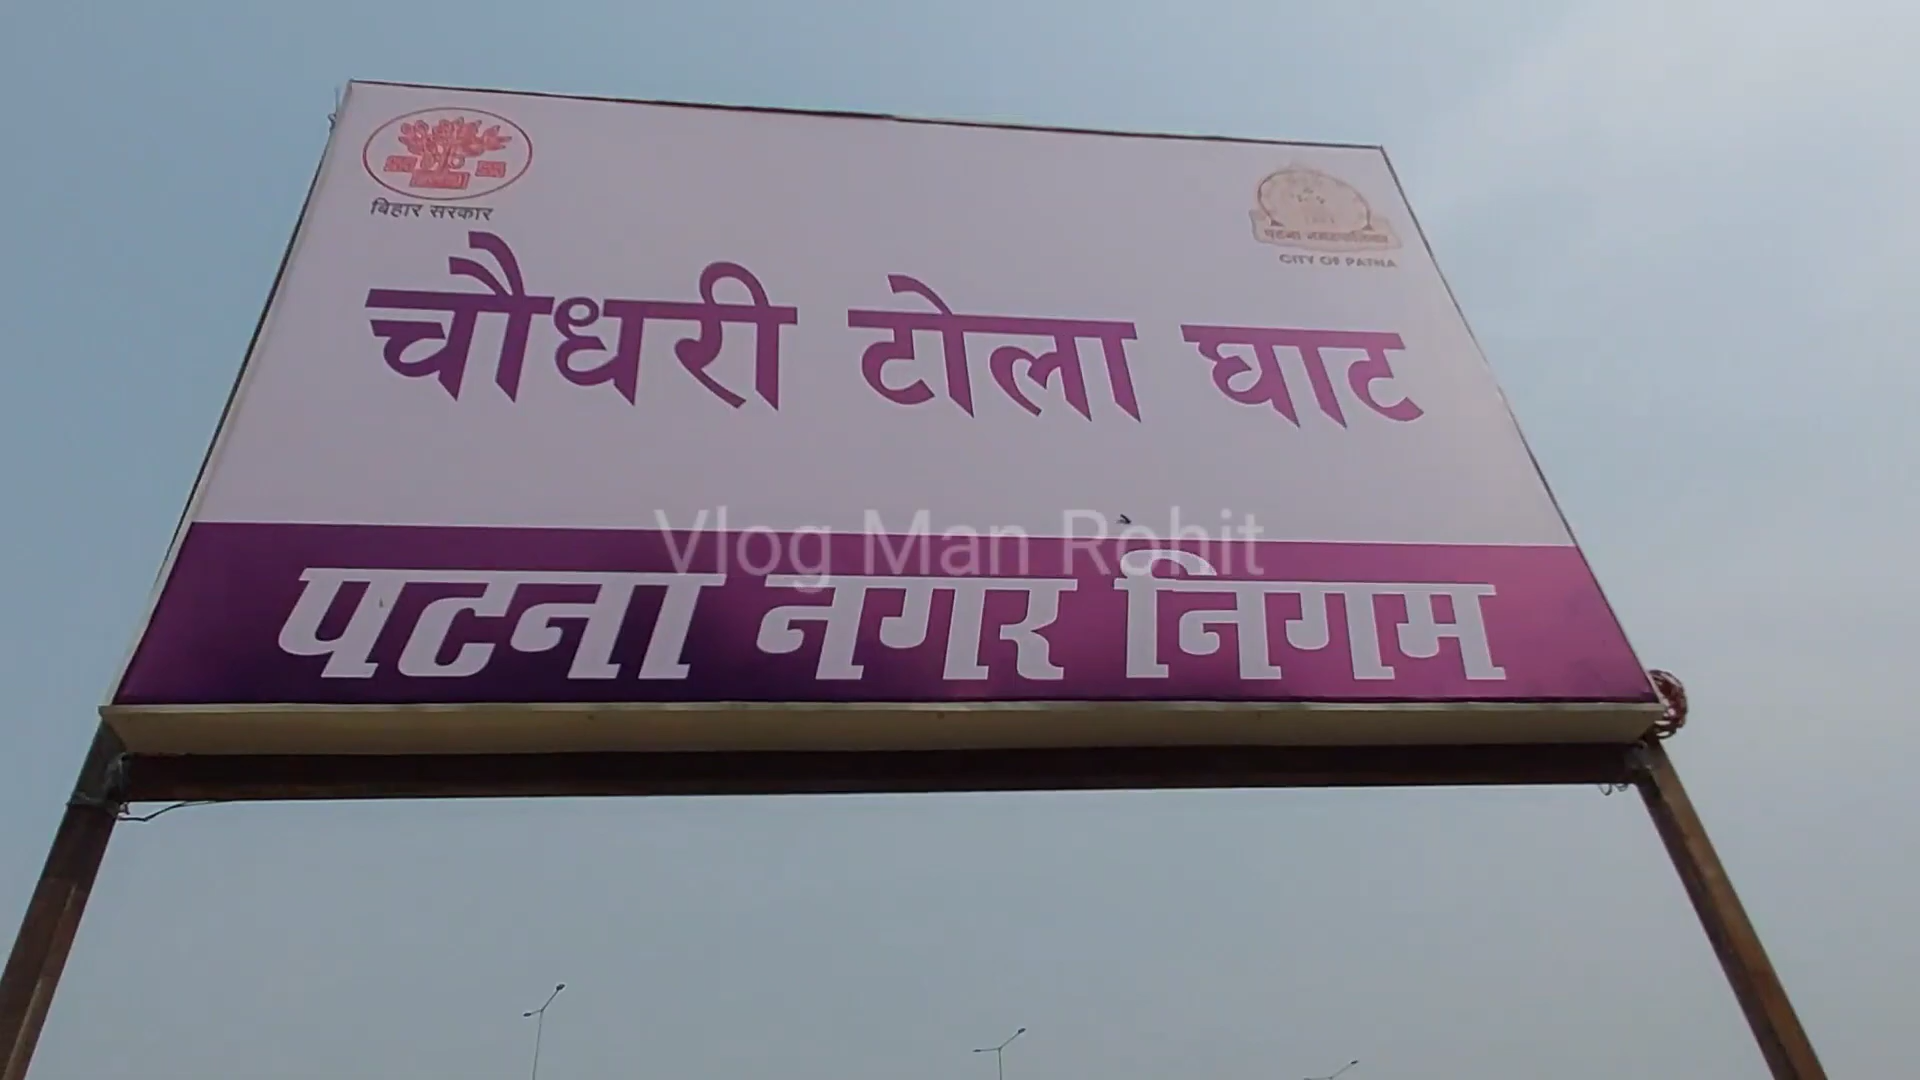 बिहार सरकार
CITY OF PATNA
चौधरी टोला घाट
Vlog Man Rohit
पटना नगर निगम